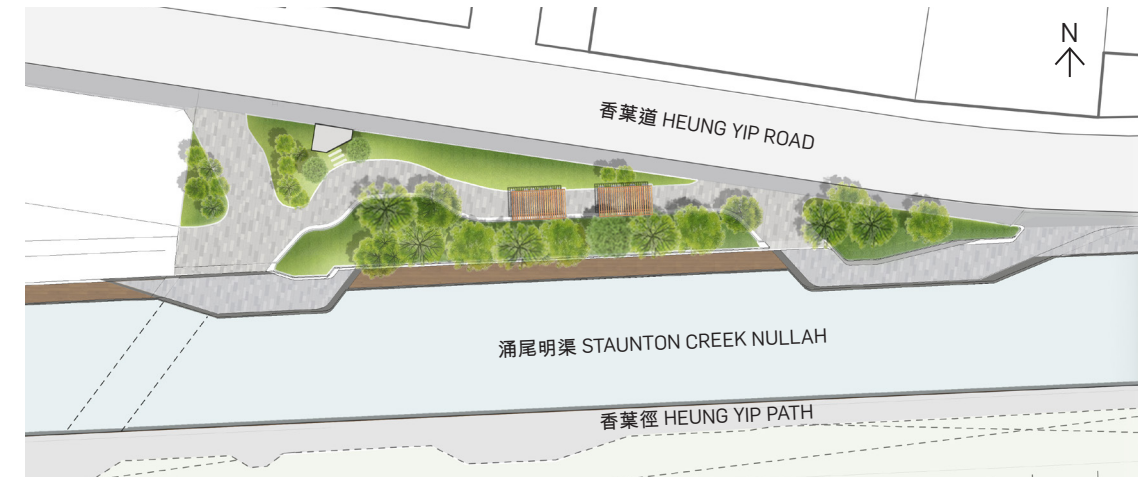 N
香葉道 HEUNG YIP ROAD
涌尾明渠 STAUNTON CREEK NULLAH
香葉徑 HEUNG YIP PATH